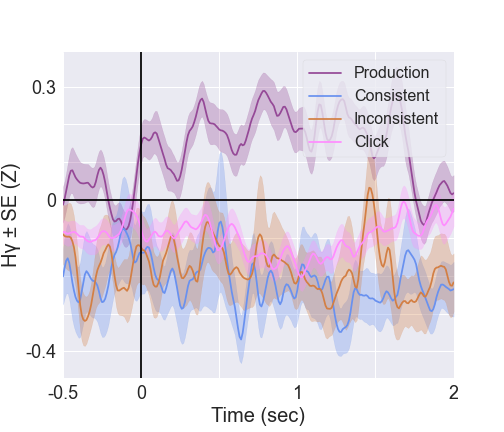 Production
Consistent
Inconsistent
Click
Hγ ± SE (Z)
0.3
0
-0.4
-0.5
0
1
2
Time (sec)